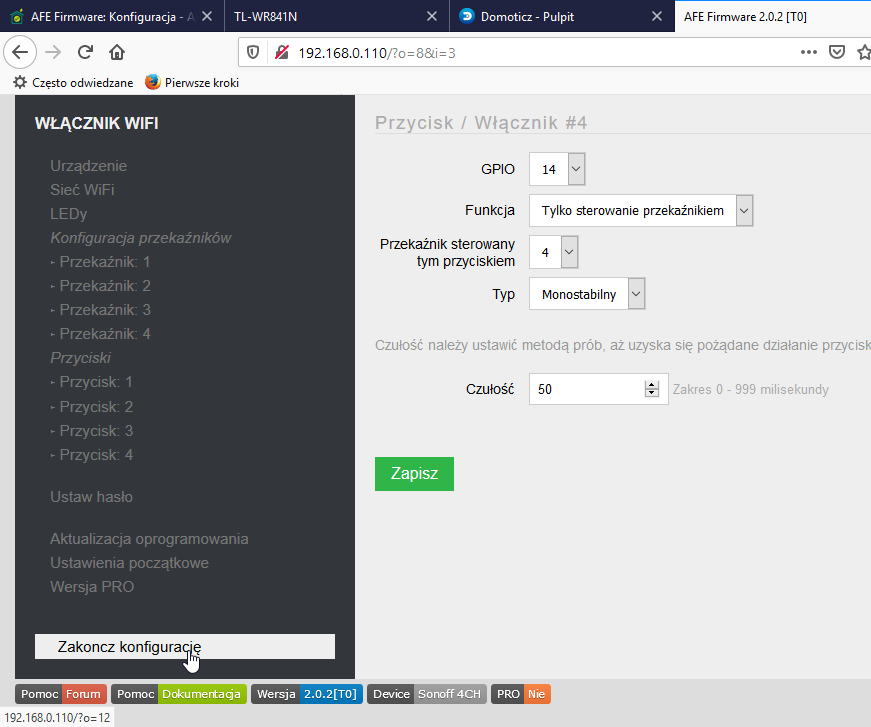 AFE Firmware: Konfiguracja - A
TL-WR841N
Domoticz - Pulpit
AFE Firmware 2.0.2 [T0]
192.168.0.110/?o=8&i=3
Często odwiedzane
Pierwsze kroki
WŁĄCZNIK WIFI
Urządzenie
Sieć WiFi
LEDy
Konfiguracja przekaźników
- Przekaźnik: 1
- Przekaźnik: 2
- Przekaźnik: 3
- Przekaźnik: 4
Przyciski
- Przycisk: 1
- Przycisk: 2
- Przycisk: 3
- Przycisk: 4
Ustaw hasło
Aktualizacja oprogramowania
Ustawienia początkowe
Wersja PRO
Zakoncz konfigurację
Przycisk / Włącznik #4
GPIO 14
Funkcja Tylko sterowanie przekaźnikiem
Przekaźnik sterowany
tym przyciskiem 4
Typ Monostabilny
Czułość należy ustawić metodą prób, aż uzyska się pożądane działanie przycisk
Czułość 50 Zakres 0 - 999 milisekundy
Zapisz
Pomoc Forum Pomoc Dokumentacja Wersja 2.0.2[T0] Device Sonoff 4CH PRO Nie
192.168.0.110/?o=12